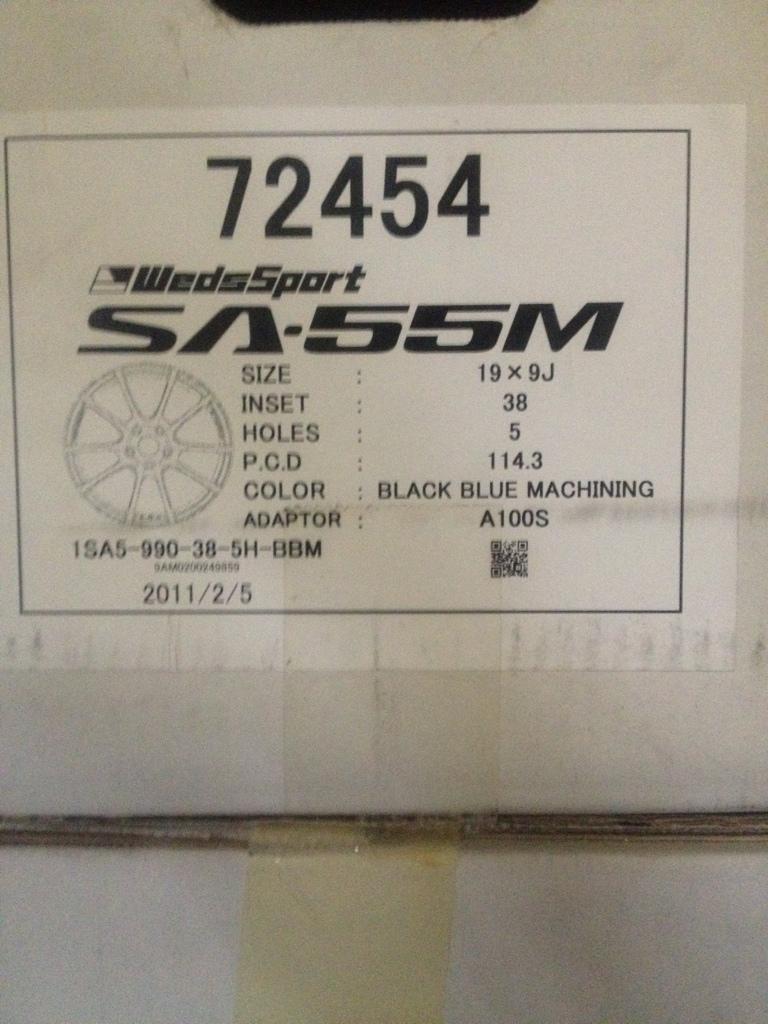 72454
WedsSport
SA-55M
SIZE : 19×9J
INSET : 38
HOLES : 5
P.C.D : 114.3
COLOR : BLACK BLUE MACHINING
ADAPTOR : A100S
1SA5-990-38-5H-BBM
9AM0200249859
2011/2/5